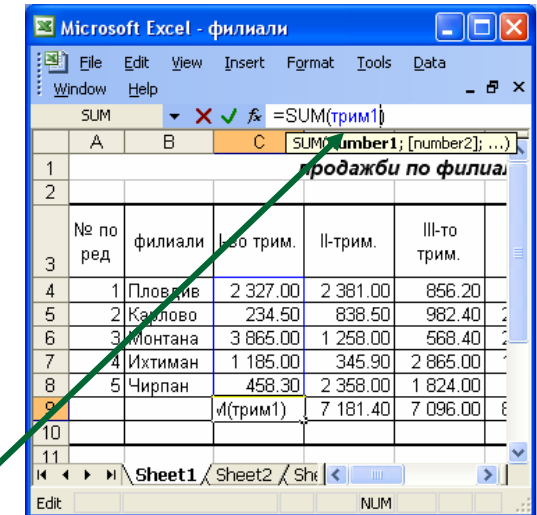 Microsoft Excel - филиали
File Edit View Insert Format Tools Data
Window Help
SUM =SUM(трим1)
SUM(number1; [number2]; ...)
A B C
1 продажби по
2
3 № по ред филиали трим. II-трим. III-то трим.
4 1 Пловдив 2 327.00 2 381.00 856.20
5 2 Карлово 234.50 838.50 982.40
6 3 Монтана 3 865.00 1 258.00 568.40
7 4 Ихтиман 1 185.00 345.90 2 865.00
8 5 Чирпан 458.30 2 358.00 1 824.00
9 (трим1) 7 181.40 7 096.00
10
11
Sheet1 Sheet2
Edit NUM